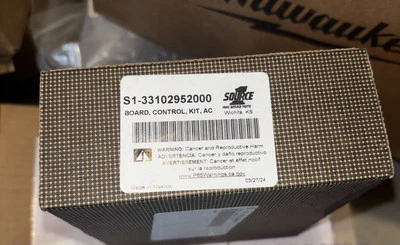 Milwaukee
S1-33102952000
SOURCE 1
BOARD, CONTROL, KIT, AC
Wichita, KS
WARNING: Cancer and Reproductive Harm
ADVERTENCIA: Cancer y daño reproductivo
AVERTISSEMENT: Cancer et effet nocif
sur la reproduction
www.P65Warnings.ca.gov
Made in Mexico
03/27/24